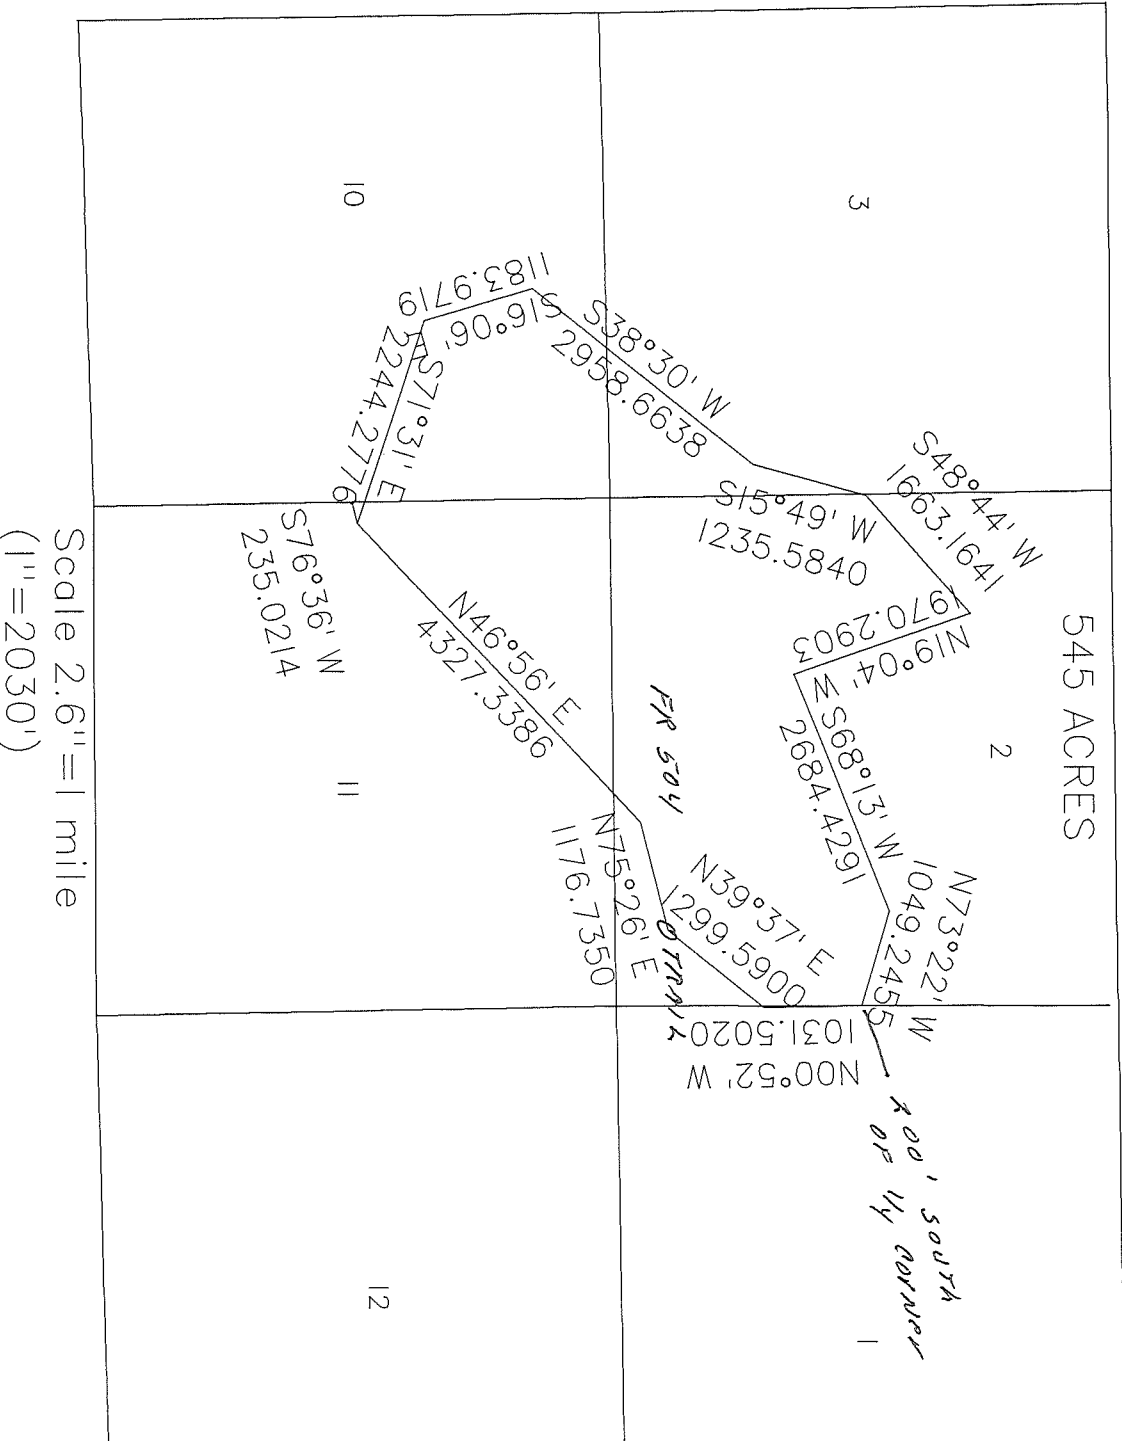 545 ACRES
3
2
1
10
11
12
S48°44' W
1663.1641
N19°04' W
1970.2903
S68°13' W
2684.4291
N73°22' W
1049.2455
200' SOUTH
OF 1/4 CORNER
N00°52' W
1031.5020
N39°37' E
1299.5900
N75°26' E
1176.7350
FR 504
N46°56' E
4327.3386
S76°36' W
235.0214
S71°31' E
2244.2776
S16°06' E
1183.9719
S38°30' W
2958.6638
S15°49' W
1235.5840
Scale 2.6"=1 mile
(1"=2030')